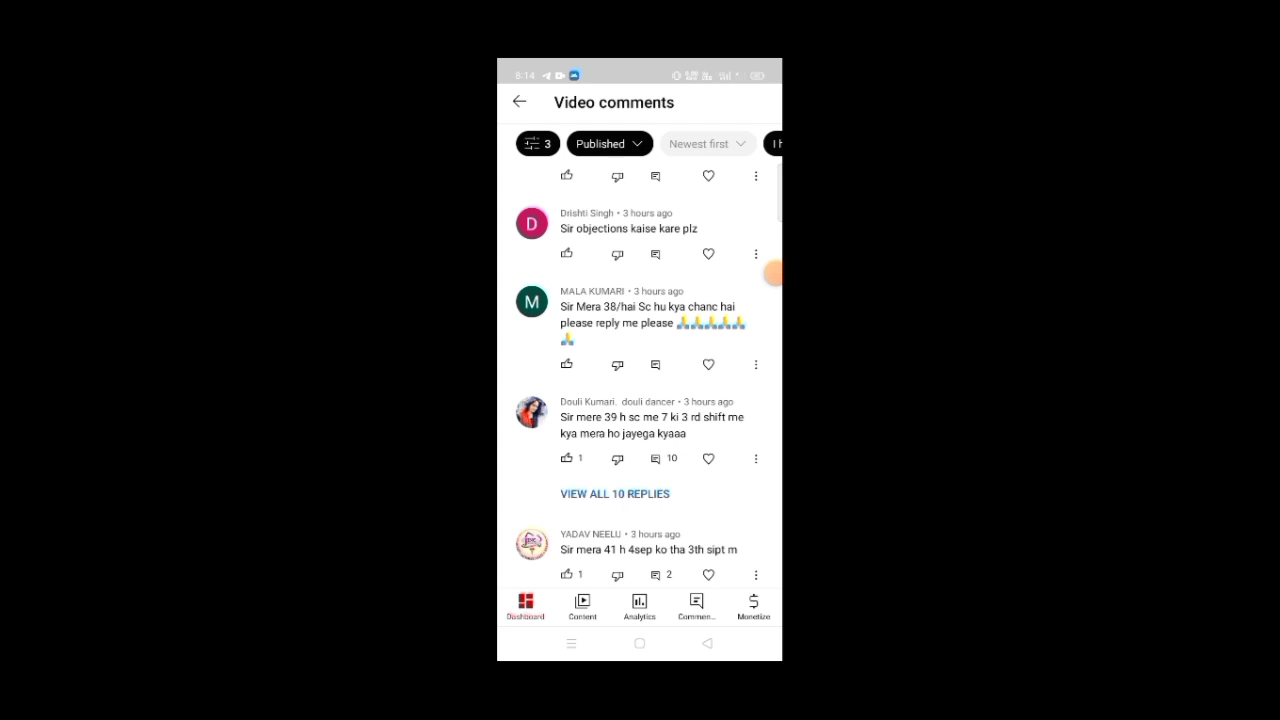 8:14
Video comments
3
Published
Newest first
Drishti Singh • 3 hours ago
Sir objections kaise kare plz
MALA KUMARI • 3 hours ago
Sir Mera 38/hai Sc hu kya chanc hai
please reply me please 🙏🙏🙏🙏🙏
🙏
Douli Kumari. douli dancer • 3 hours ago
Sir mere 39 h sc me 7 ki 3 rd shift me
kya mera ho jayega kyaaa
1
10
VIEW ALL 10 REPLIES
YADAV NEELU • 3 hours ago
Sir mera 41 h 4sep ko tha 3th sipt m
1
2
Dashboard
Content
Analytics
Commen...
Monetize